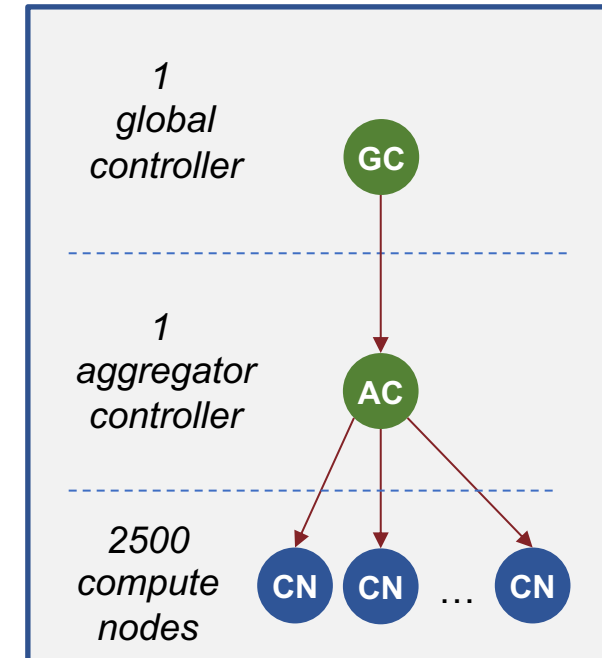 1
global
controller
GC
1
aggregator
controller
AC
2500
compute
nodes
CN CN ... CN